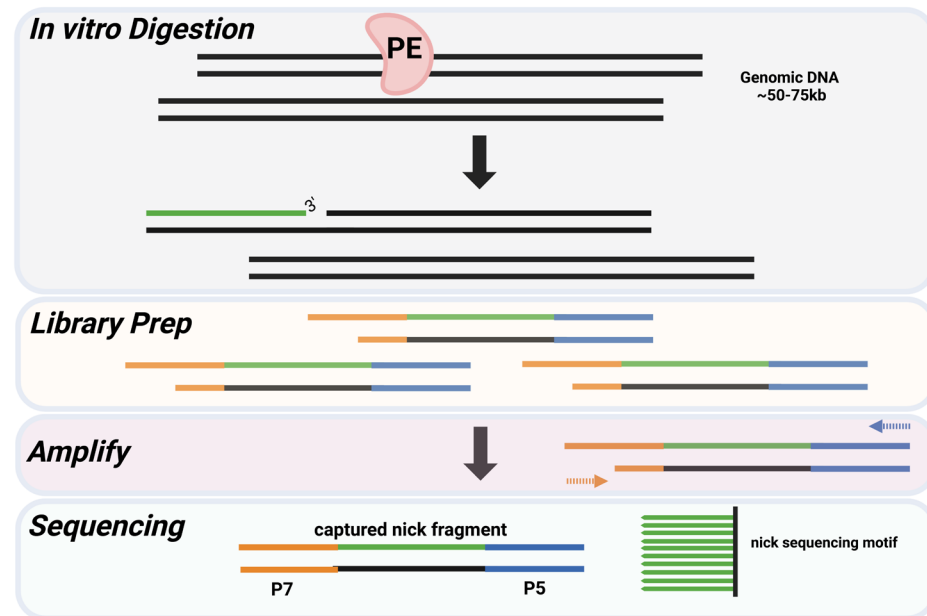 In vitro Digestion
PE
Genomic DNA
~50-75kb
3'
Library Prep
Amplify
Sequencing
captured nick fragment
nick sequencing motif
P7
P5